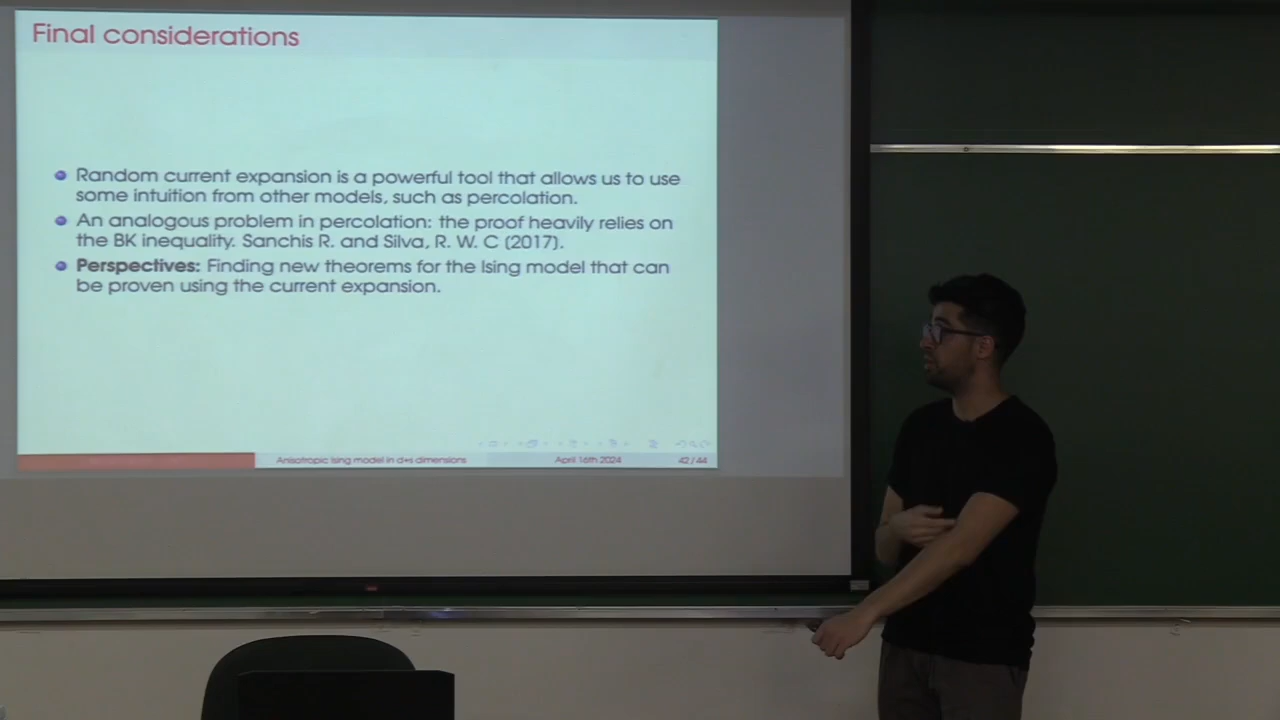 Final considerations
Random current expansion is a powerful tool that allows us to use
some intuition from other models, such as percolation.
An analogous problem in percolation: the proof heavily relies on
the BK inequality. Sanchis R. and Silva, R. W. C (2017).
Perspectives: Finding new theorems for the Ising model that can
be proven using the current expansion.
Anisotropic Ising model in d+s dimensions April 16th 2024 42 / 44